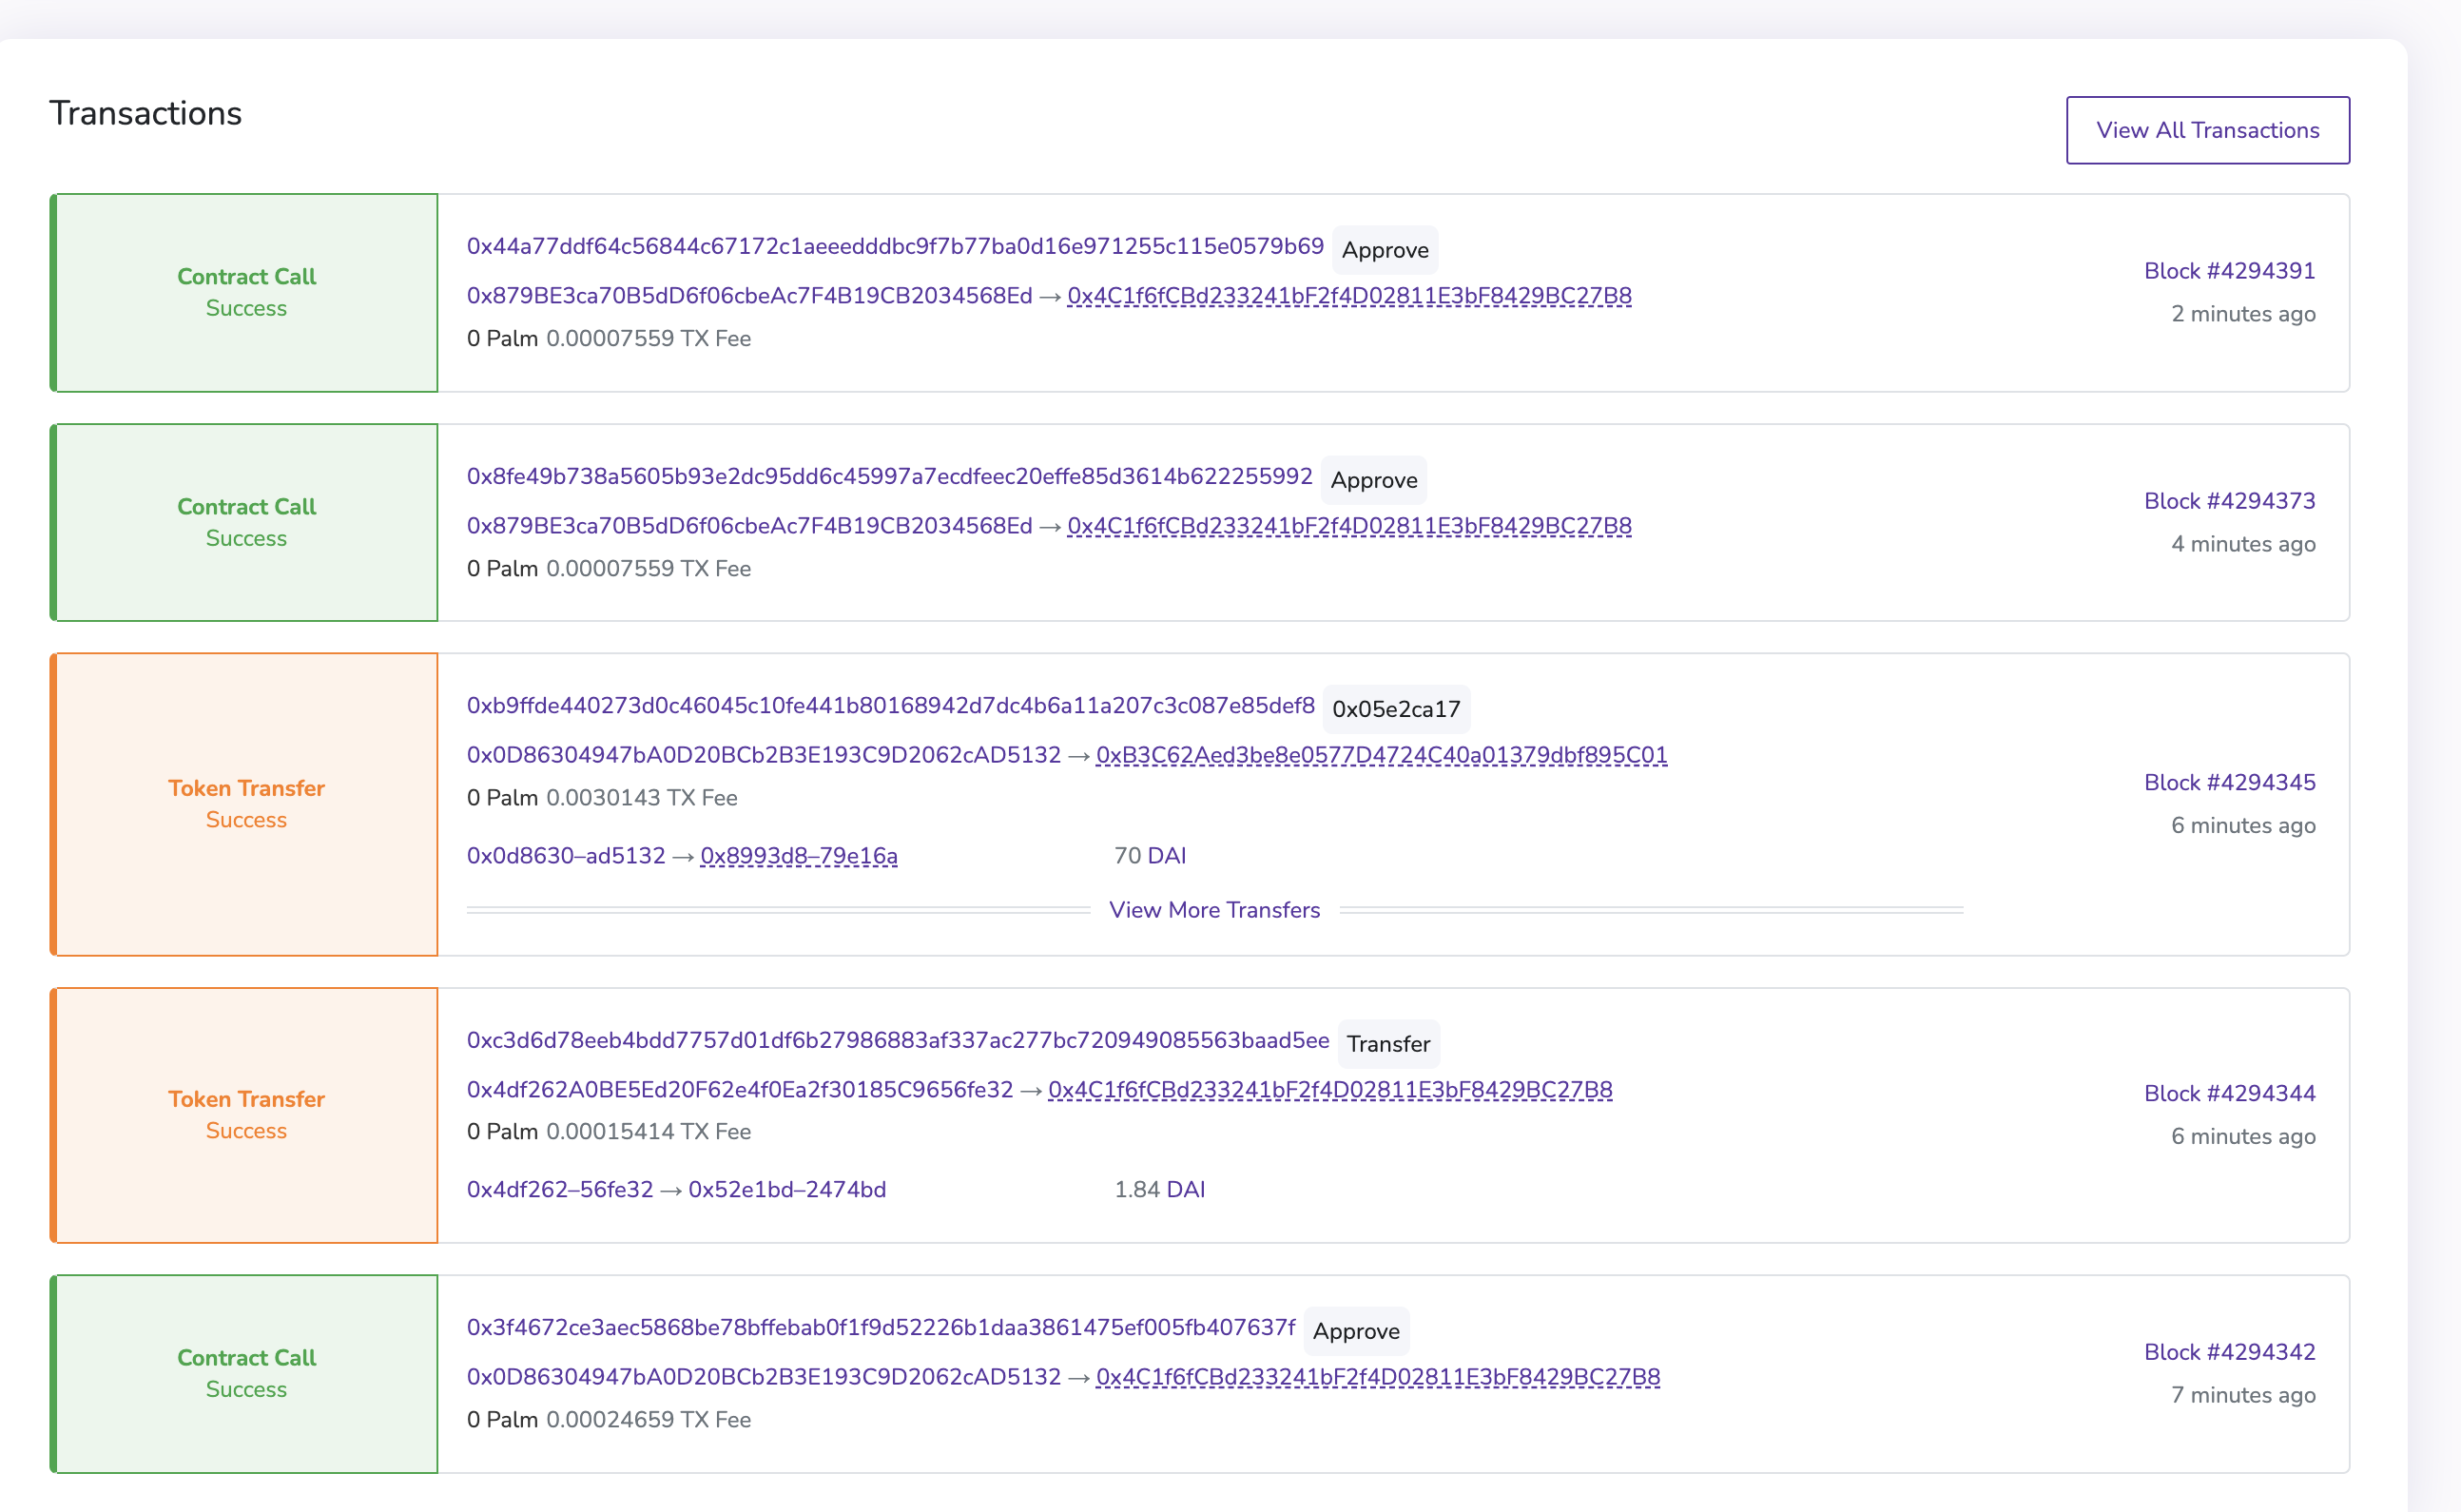 Transactions
View All Transactions
Contract Call
Success
0x44a77ddf64c56844c67172c1aeeedddbc9f7b77ba0d16e971255c115e0579b69 Approve
0x879BE3ca70B5dD6f06cbeAc7F4B19CB2034568Ed → 0x4C1f6fCBd233241bF2f4D02811E3bF8429BC27B8
0 Palm 0.00007559 TX Fee
Block #4294391
2 minutes ago
Contract Call
Success
0x8fe49b738a5605b93e2dc95dd6c45997a7ecdfeec20effe85d3614b622255992 Approve
0x879BE3ca70B5dD6f06cbeAc7F4B19CB2034568Ed → 0x4C1f6fCBd233241bF2f4D02811E3bF8429BC27B8
0 Palm 0.00007559 TX Fee
Block #4294373
4 minutes ago
Token Transfer
Success
0xb9ffde440273d0c46045c10fe441b80168942d7dc4b6a11a207c3c087e85def8 0x05e2ca17
0x0D86304947bA0D20BCb2B3E193C9D2062cAD5132 → 0xB3C62Aed3be8e0577D4724C40a01379dbf895C01
0 Palm 0.0030143 TX Fee
0x0d8630–ad5132 → 0x8993d8–79e16a 70 DAI
View More Transfers
Block #4294345
6 minutes ago
Token Transfer
Success
0xc3d6d78eeb4bdd7757d01df6b27986883af337ac277bc720949085563baad5ee Transfer
0x4df262A0BE5Ed20F62e4f0Ea2f30185C9656fe32 → 0x4C1f6fCBd233241bF2f4D02811E3bF8429BC27B8
0 Palm 0.00015414 TX Fee
0x4df262–56fe32 → 0x52e1bd–2474bd 1.84 DAI
Block #4294344
6 minutes ago
Contract Call
Success
0x3f4672ce3aec5868be78bffebab0f1f9d52226b1daa3861475ef005fb407637f Approve
0x0D86304947bA0D20BCb2B3E193C9D2062cAD5132 → 0x4C1f6fCBd233241bF2f4D02811E3bF8429BC27B8
0 Palm 0.00024659 TX Fee
Block #4294342
7 minutes ago